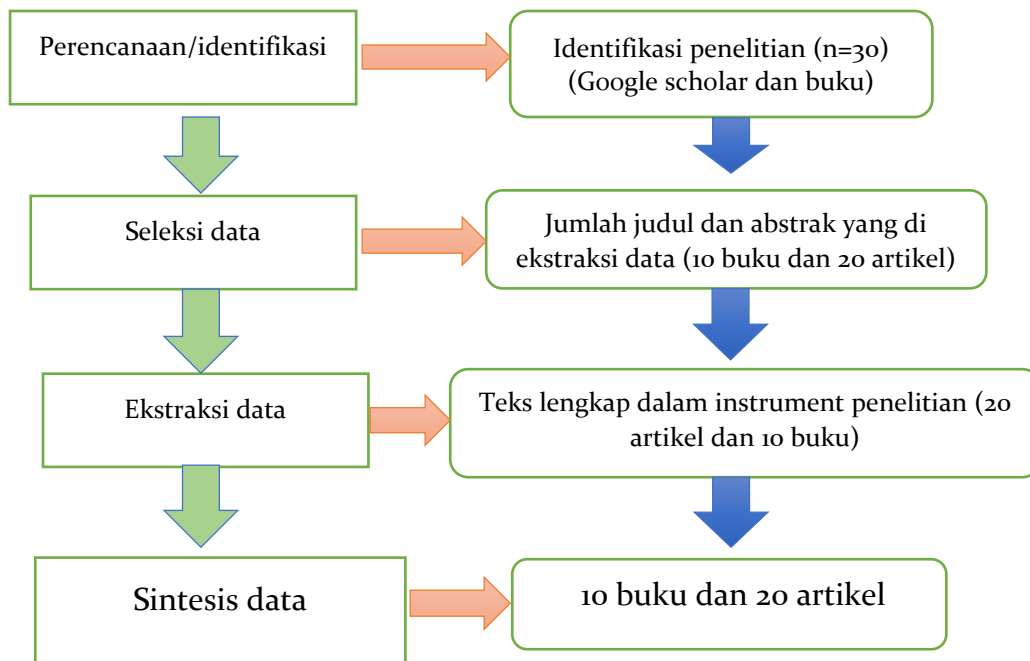 Perencanaan/identifikasi
Identifikasi penelitian (n=30)
(Google scholar dan buku)
Seleksi data
Jumlah judul dan abstrak yang di
ekstraksi data (10 buku dan 20 artikel)
Ekstraksi data
Teks lengkap dalam instrument penelitian (20
artikel dan 10 buku)
Sintesis data
10 buku dan 20 artikel